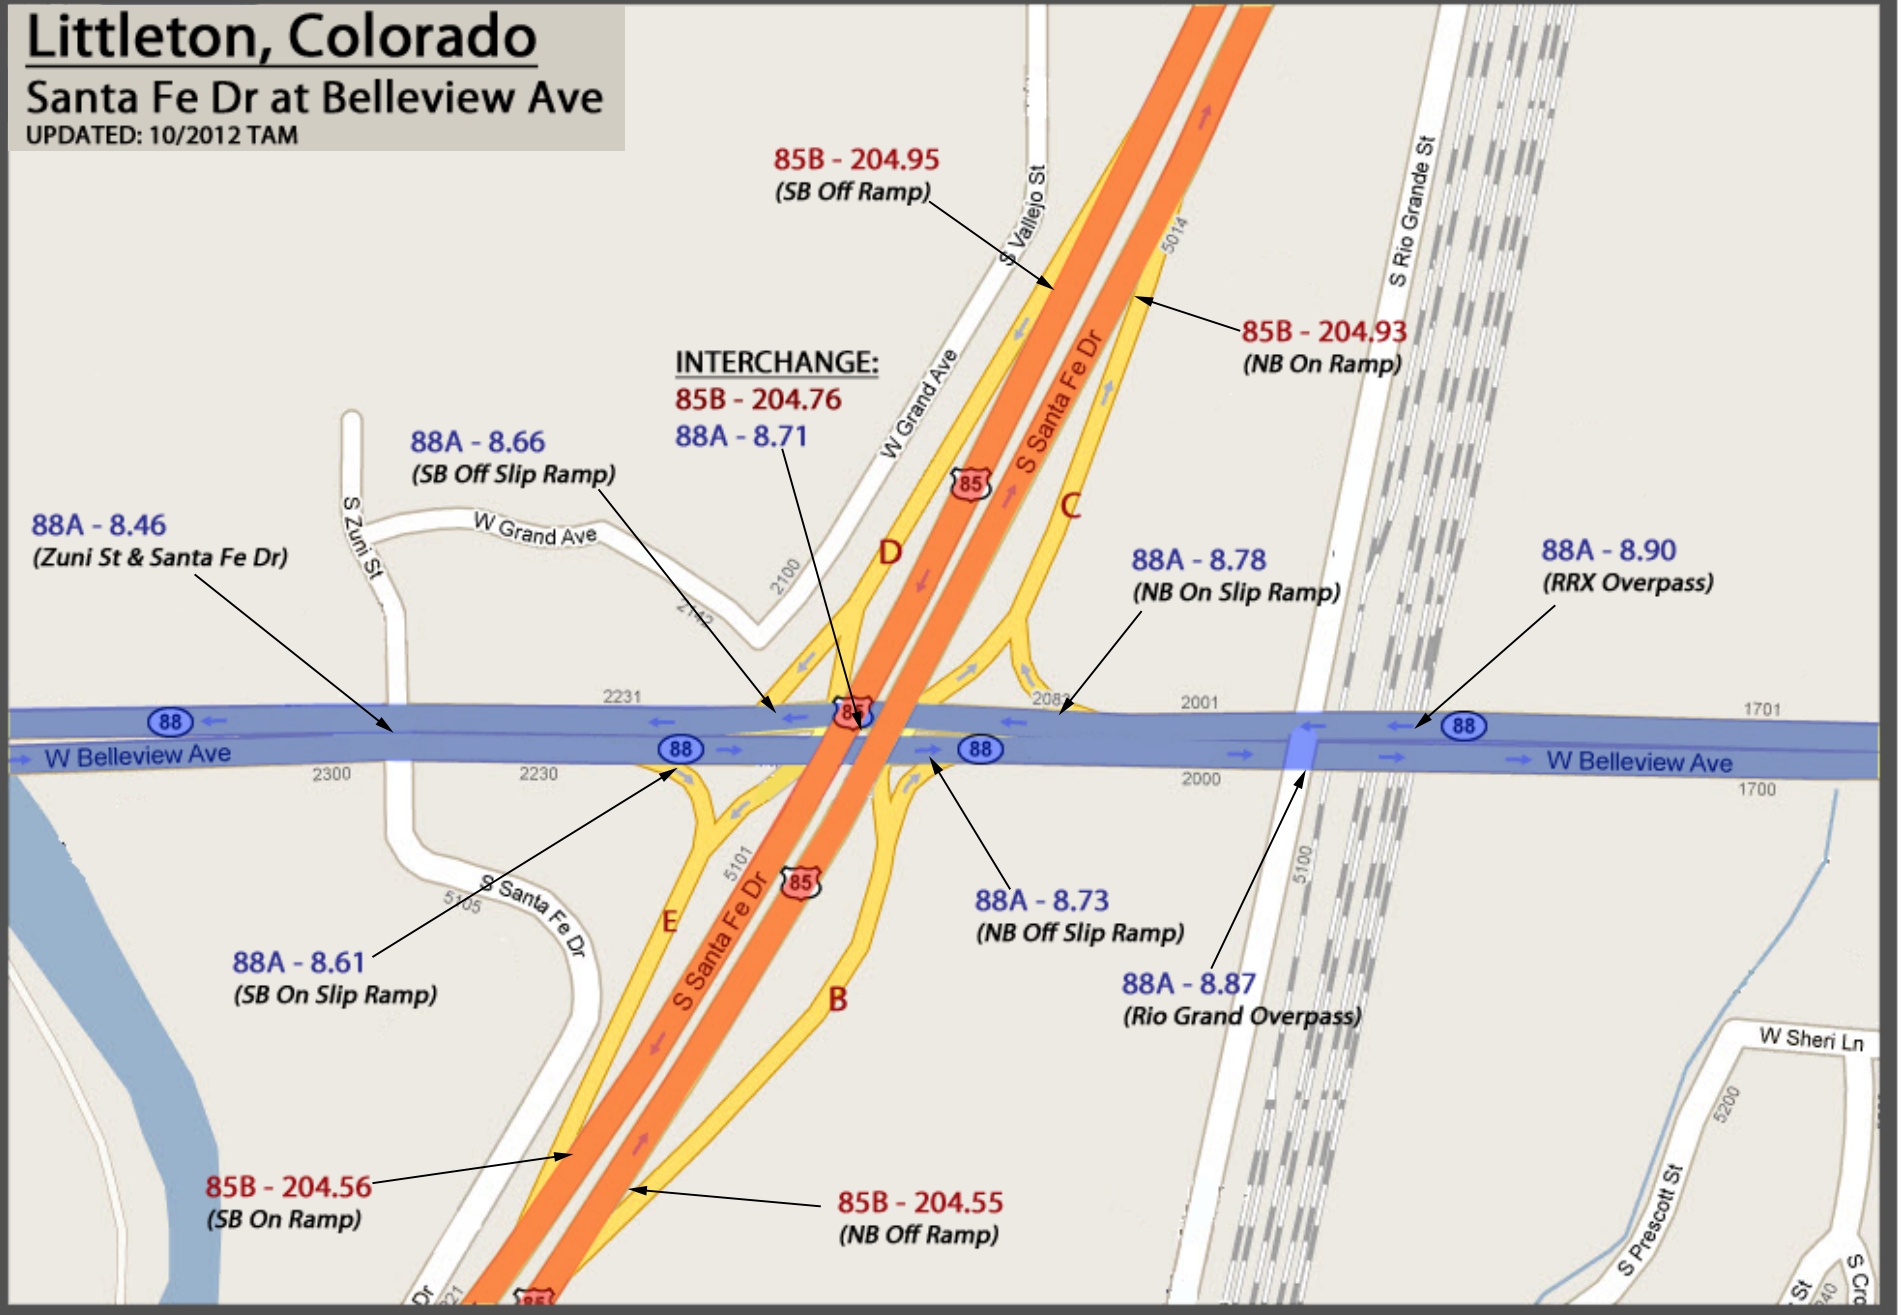 Littleton, Colorado
Santa Fe Dr at Belleview Ave
UPDATED: 10/2012 TAM
85B - 204.95
(SB Off Ramp)
S Vallejo St
5014
S Rio Grande St
85B - 204.93
(NB On Ramp)
INTERCHANGE:
85B - 204.76
88A - 8.71
W Grand Ave
S Santa Fe Dr
88A - 8.66
(SB Off Slip Ramp)
85
C
88A - 8.46
(Zuni St & Santa Fe Dr)
S Zuni St
W Grand Ave
D
2100
2142
88A - 8.78
(NB On Slip Ramp)
88A - 8.90
(RRX Overpass)
2231
2001
1701
88
85
88
W Belleview Ave
88
88
W Belleview Ave
2300
2230
2000
1700
5101
5100
S Santa Fe Dr
85
5105
S Santa Fe Dr
E
88A - 8.73
(NB Off Slip Ramp)
88A - 8.61
(SB On Slip Ramp)
B
88A - 8.87
(Rio Grand Overpass)
W Sheri Ln
5200
85B - 204.56
(SB On Ramp)
85B - 204.55
(NB Off Ramp)
S Prescott St
Dr
85
St
S Cro